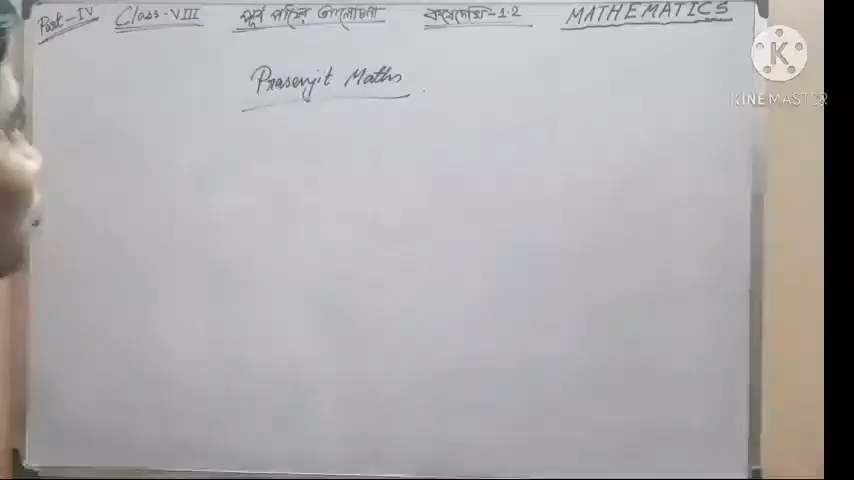 Part-IV Class-VIII পূর্ব পাঠের আলোচনা কষেদেখি-1.2 MATHEMATICS
Prasenjit Maths
KINEMASTER